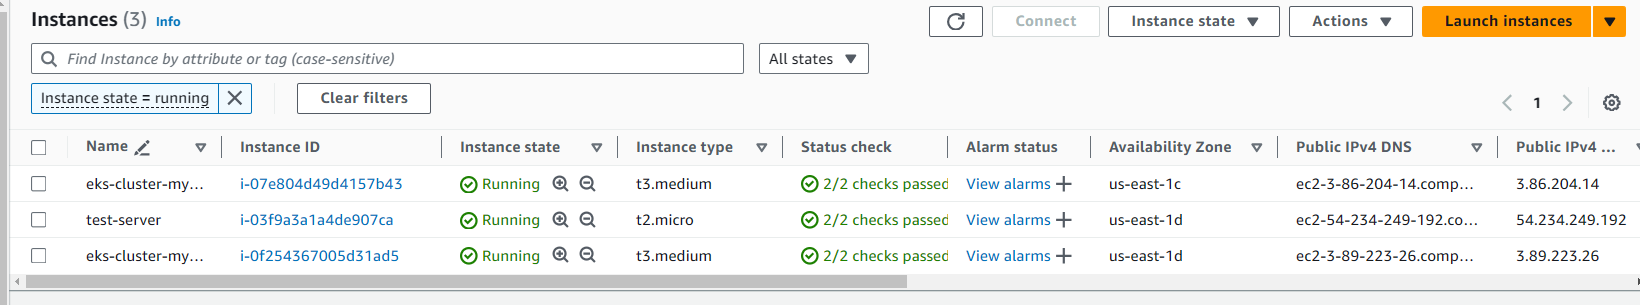 Instances (3) Info
Connect Instance state Actions Launch instances
Find Instance by attribute or tag (case-sensitive) All states
Instance state = running Clear filters
1
Name Instance ID Instance state Instance type Status check Alarm status Availability Zone Public IPv4 DNS Public IPv4 ...
eks-cluster-my... i-07e804d49d4157b43 Running t3.medium 2/2 checks passed View alarms us-east-1c ec2-3-86-204-14.comp... 3.86.204.14
test-server i-03f9a3a1a4de907ca Running t2.micro 2/2 checks passed View alarms us-east-1d ec2-54-234-249-192.co... 54.234.249.192
eks-cluster-my... i-0f254367005d31ad5 Running t3.medium 2/2 checks passed View alarms us-east-1d ec2-3-89-223-26.comp... 3.89.223.26